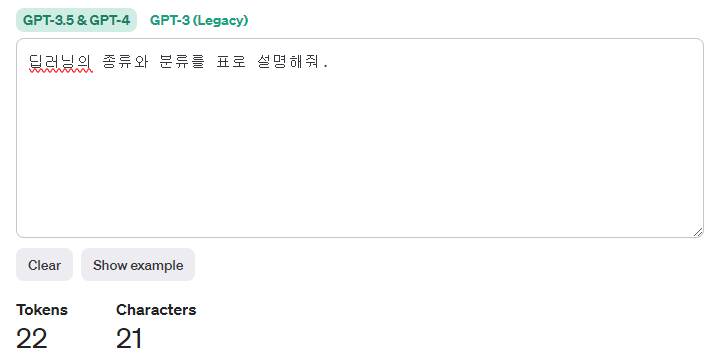 GPT-3.5 & GPT-4 GPT-3 (Legacy)
딥러닝의 종류와 분류를 표로 설명해줘.
Clear Show example
Tokens Characters
22 21